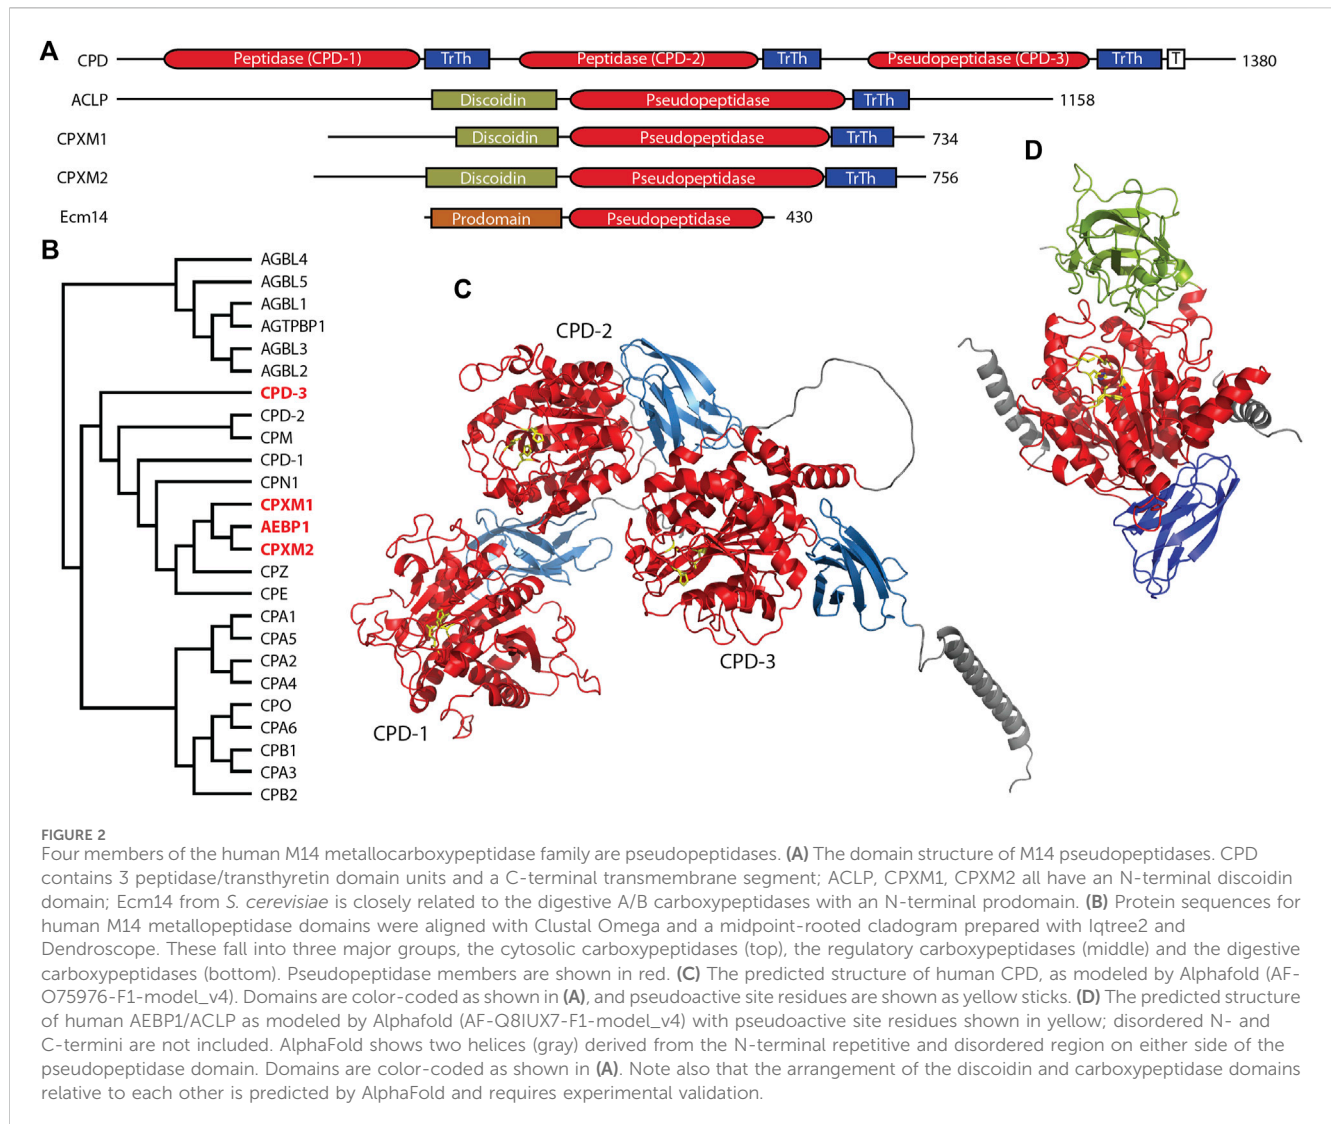 A
CPD Peptidase (CPD-1) TrTh Peptidase (CPD-2) TrTh Pseudopeptidase (CPD-3) TrTh T 1380
ACLP Discoidin Pseudopeptidase TrTh 1158
CPXM1 Discoidin Pseudopeptidase TrTh 734
CPXM2 Discoidin Pseudopeptidase TrTh 756
Ecm14 Prodomain Pseudopeptidase 430
B
AGBL4
AGBL5
AGBL1
AGTPBP1
AGBL3
AGBL2
CPD-3
CPD-2
CPM
CPD-1
CPN1
CPXM1
AEBP1
CPXM2
CPZ
CPE
CPA1
CPA5
CPA2
CPA4
CPO
CPA6
CPB1
CPA3
CPB2
C
CPD-2
CPD-3
CPD-1
D
FIGURE 2
Four members of the human M14 metallocarboxypeptidase family are pseudopeptidases. (A) The domain structure of M14 pseudopeptidases. CPD
contains 3 peptidase/transthyretin domain units and a C-terminal transmembrane segment; ACLP, CPXM1, CPXM2 all have an N-terminal discoidin
domain; Ecm14 from S. cerevisiae is closely related to the digestive A/B carboxypeptidases with an N-terminal prodomain. (B) Protein sequences for
human M14 metallopeptidase domains were aligned with Clustal Omega and a midpoint-rooted cladogram prepared with Iqtree2 and
Dendroscope. These fall into three major groups, the cytosolic carboxypeptidases (top), the regulatory carboxypeptidases (middle) and the digestive
carboxypeptidases (bottom). Pseudopeptidase members are shown in red. (C) The predicted structure of human CPD, as modeled by Alphafold (AF-
O75976-F1-model_v4). Domains are color-coded as shown in (A), and pseudoactive site residues are shown as yellow sticks. (D) The predicted structure
of human AEBP1/ACLP as modeled by Alphafold (AF-Q8IUX7-F1-model_v4) with pseudoactive site residues shown in yellow; disordered N- and
C-termini are not included. AlphaFold shows two helices (gray) derived from the N-terminal repetitive and disordered region on either side of the
pseudopeptidase domain. Domains are color-coded as shown in (A). Note also that the arrangement of the discoidin and carboxypeptidase domains
relative to each other is predicted by AlphaFold and requires experimental validation.